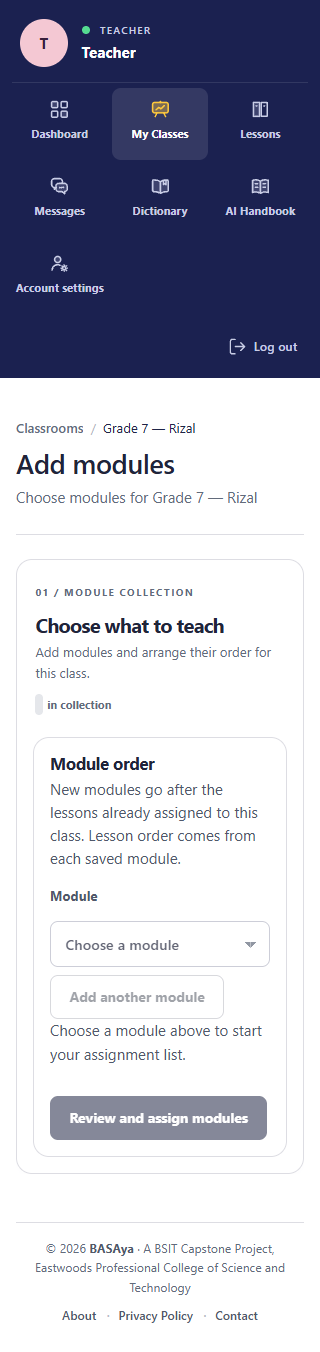 T
TEACHER
Teacher
Dashboard
My Classes
Lessons
Messages
Dictionary
AI Handbook
Account settings
Log out
Classrooms / Grade 7 — Rizal
Add modules
Choose modules for Grade 7 — Rizal
01 / MODULE COLLECTION
Choose what to teach
Add modules and arrange their order for
this class.
in collection
Module order
New modules go after the
lessons already assigned to this
class. Lesson order comes from
each saved module.
Module
Choose a module
Add another module
Choose a module above to start
your assignment list.
Review and assign modules
© 2026 BASAya · A BSIT Capstone Project,
Eastwoods Professional College of Science and
Technology
About · Privacy Policy · Contact